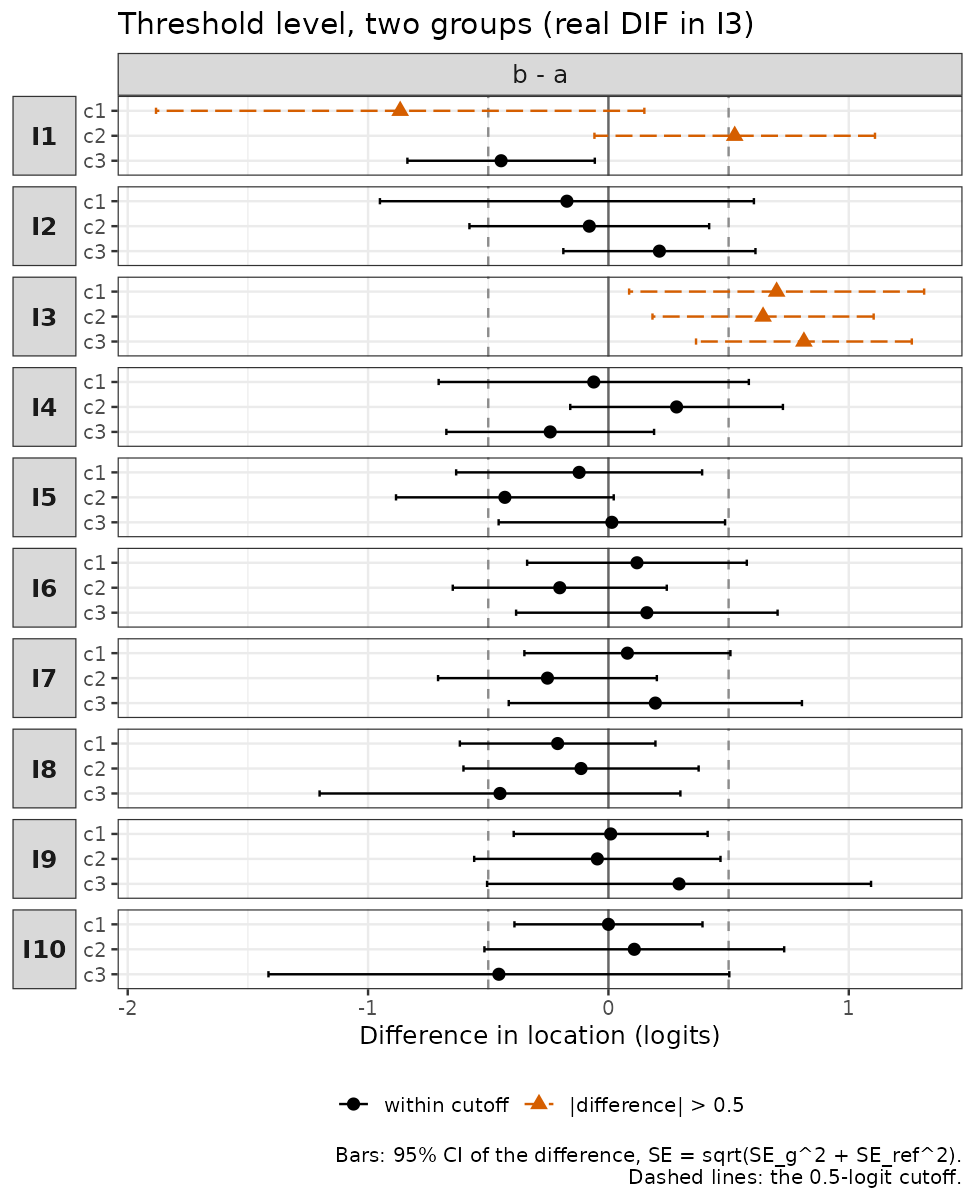 Threshold level, two groups (real DIF in I3)
b - a
I1
c1
c2
c3
I2
c1
c2
c3
I3
c1
c2
c3
I4
c1
c2
c3
I5
c1
c2
c3
I6
c1
c2
c3
I7
c1
c2
c3
I8
c1
c2
c3
I9
c1
c2
c3
I10
c1
c2
c3
-2 -1 0 1
Difference in location (logits)
within cutoff |difference| > 0.5
Bars: 95% CI of the difference, SE = sqrt(SE_g^2 + SE_ref^2).
Dashed lines: the 0.5-logit cutoff.